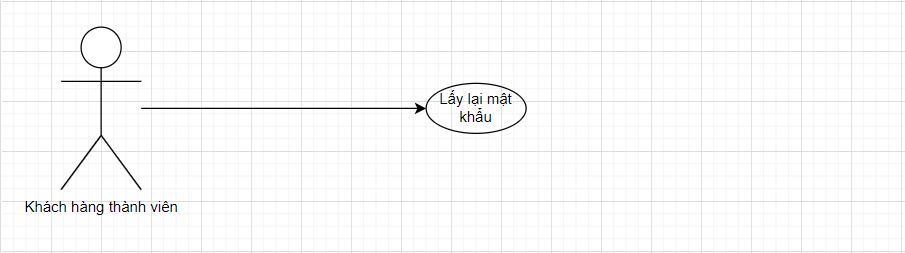 Lấy lại mật
khẩu
Khách hàng thành viên